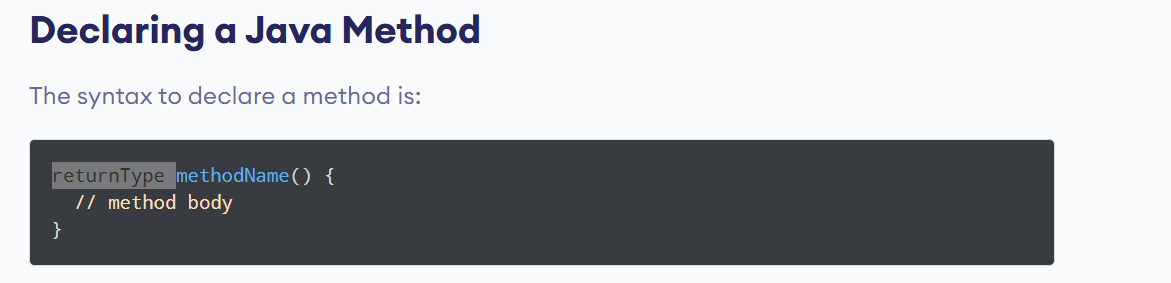 Declaring a Java Method
The syntax to declare a method is:
returnType methodName() {
// method body
}